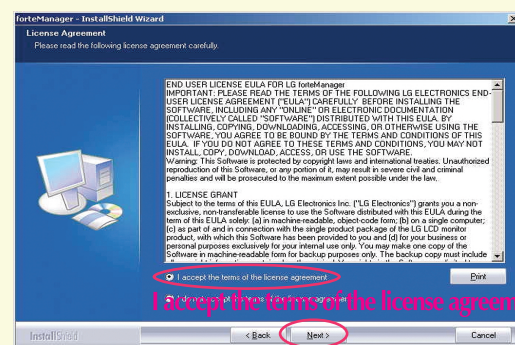 forteManager - InstallShield Wizard
License Agreement
Please read the following license agreement carefully.
END USER LICENSE EULA FOR LG forteManager
IMPORTANT: PLEASE READ THE TERMS OF THE FOLLOWING LG ELECTRONICS END-
USER LICENSE AGREEMENT ("EULA") CAREFULLY BEFORE INSTALLING THE
SOFTWARE, INCLUDING ANY "ONLINE" OR ELECTRONIC DOCUMENTATION
(COLLECTIVELY CALLED "SOFTWARE") DISTRIBUTED WITH THIS EULA. BY
INSTALLING, COPYING, DOWNLOADING, ACCESSING, OR OTHERWISE USING THE
SOFTWARE, YOU AGREE TO BE BOUND BY THE TERMS AND CONDITIONS OF THIS
EULA. IF YOU DO NOT AGREE TO THESE TERMS AND CONDITIONS, YOU MAY NOT
INSTALL, COPY, DOWNLOAD, ACCESS, OR USE THE SOFTWARE.
Warning: This Software is protected by copyright laws and international treaties. Unauthorized
reproduction of this Software, or any portion of it, may result in severe civil and criminal
penalties and will be prosecuted to the maximum extent possible under the law.
1. LICENSE GRANT
Subject to the terms of this EULA, LG Electronics Inc. ("LG Electronics") grants you a non-
exclusive, non-transferable license to use the Software distributed with this EULA during the
term of this EULA solely: (a) in machine-readable, object-code form; (b) on a single computer;
(c) as part of and in connection with the single product package of the LG LCD monitor
product, with which this Software has been provided to you and (d) for your business or
personal purposes exclusively for your internal use only. You may make one copy of the
Software in machine-readable form for backup purposes only. The backup copy must include
I accept the terms of the license agreement
Print
I accept the terms of the license agreem
InstallShield
< Back
Next >
Cancel